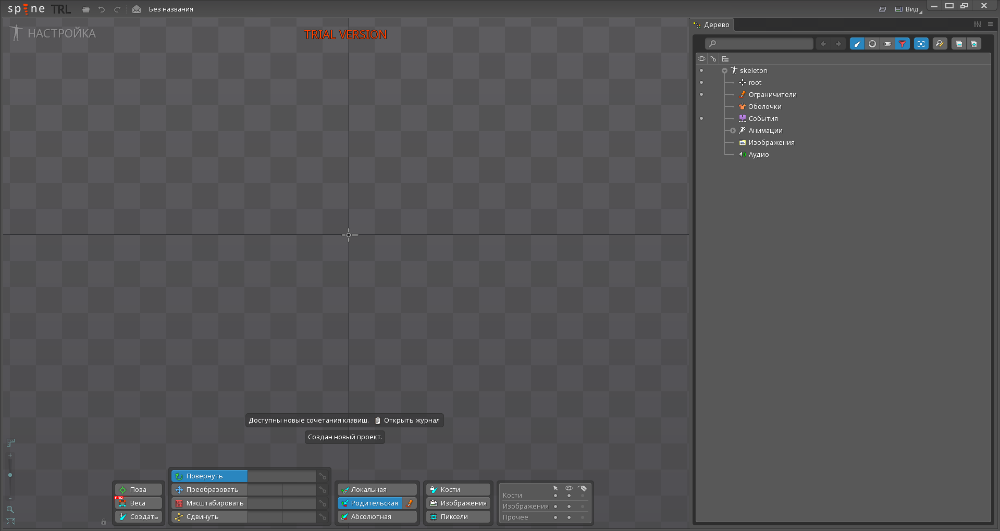 spine TRL
Без названия
Вид
НАСТРОЙКА
TRIAL VERSION
Дерево
skeleton
root
Ограничители
Оболочки
События
Анимации
Изображения
Аудио
Доступны новые сочетания клавиш. Открыть журнал
Создан новый проект.
Поза
PRO
Веса
Создать
Повернуть
Преобразовать
Масштабировать
Сдвинуть
Локальная
Родительская
Абсолютная
Кости
Изображения
Пиксели
Кости
Изображения
Прочее